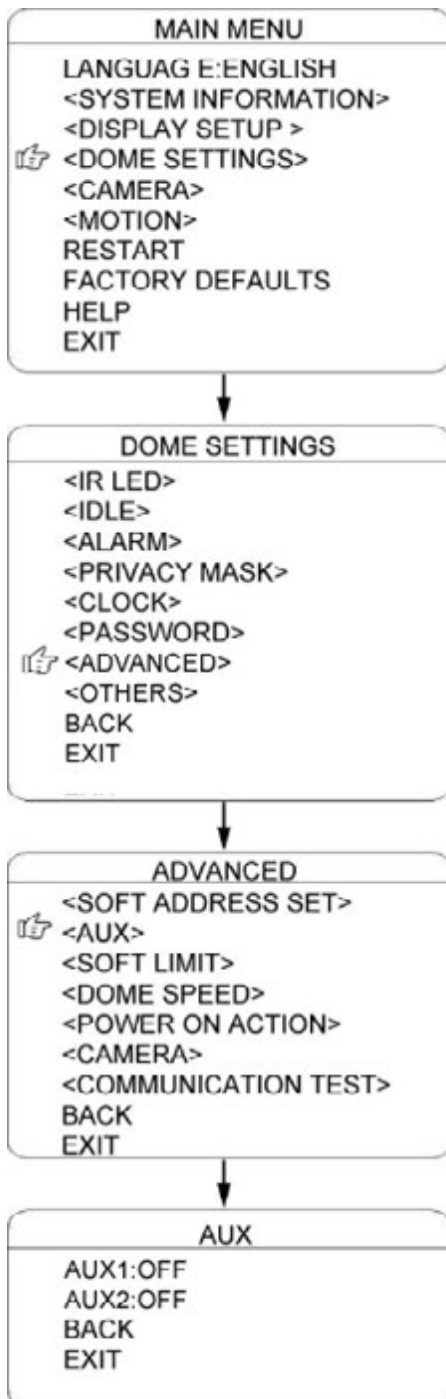 MAIN MENU
LANGUAG E:ENGLISH
<SYSTEM INFORMATION>
<DISPLAY SETUP >
<DOME SETTINGS>
<CAMERA>
<MOTION>
RESTART
FACTORY DEFAULTS
HELP
EXIT
DOME SETTINGS
<IR LED>
<IDLE>
<ALARM>
<PRIVACY MASK>
<CLOCK>
<PASSWORD>
<ADVANCED>
<OTHERS>
BACK
EXIT
ADVANCED
<SOFT ADDRESS SET>
<AUX>
<SOFT LIMIT>
<DOME SPEED>
<POWER ON ACTION>
<CAMERA>
<COMMUNICATION TEST>
BACK
EXIT
AUX
AUX1:OFF
AUX2:OFF
BACK
EXIT